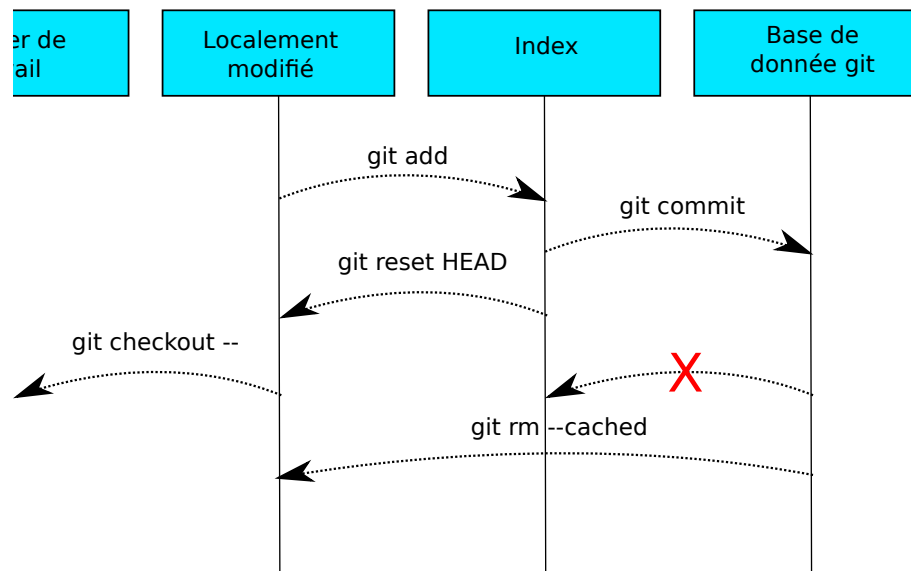 er de
ail
Localement
modifié
Index
Base de
donnée git
git add
git commit
git reset HEAD
git checkout --
X
git rm --cached